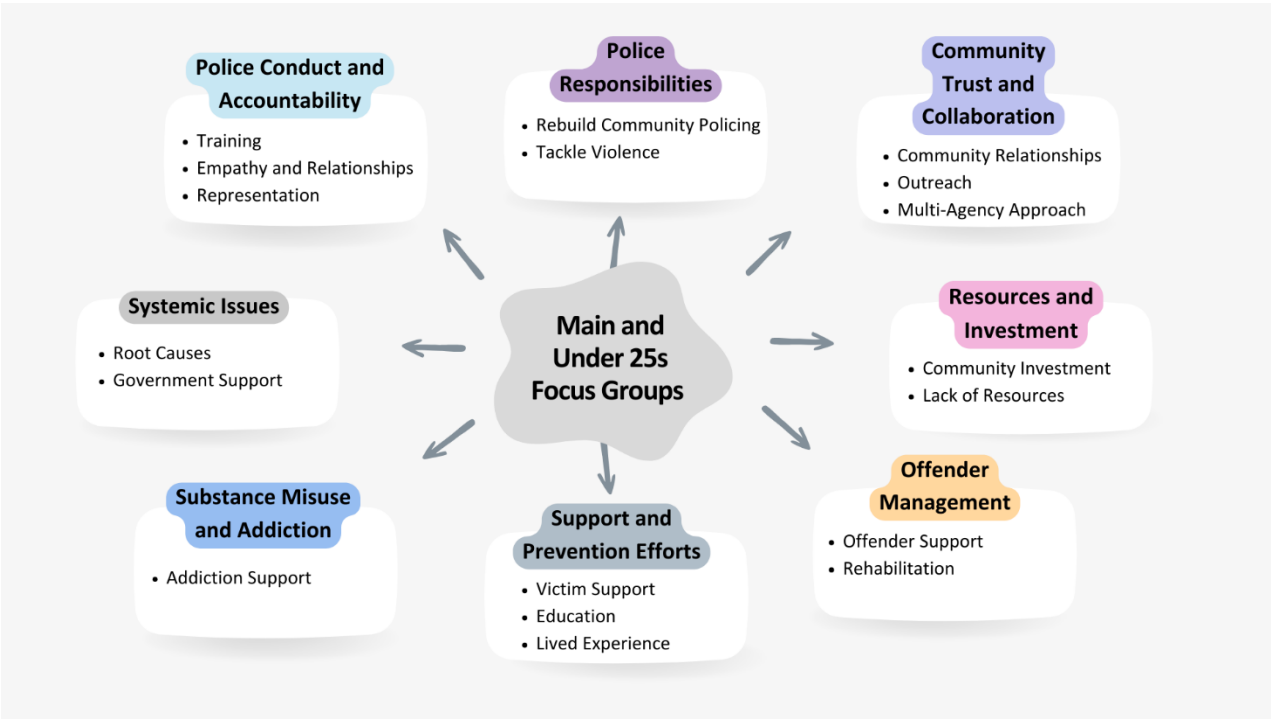 Police Conduct and
Accountability
• Training
• Empathy and Relationships
• Representation
Police
Responsibilities
• Rebuild Community Policing
• Tackle Violence
Community
Trust and
Collaboration
• Community Relationships
• Outreach
• Multi-Agency Approach
Systemic Issues
• Root Causes
• Government Support
Main and
Under 25s
Focus Groups
Resources and
Investment
• Community Investment
• Lack of Resources
Substance Misuse
and Addiction
• Addiction Support
Support and
Prevention Efforts
• Victim Support
• Education
• Lived Experience
Offender
Management
• Offender Support
• Rehabilitation